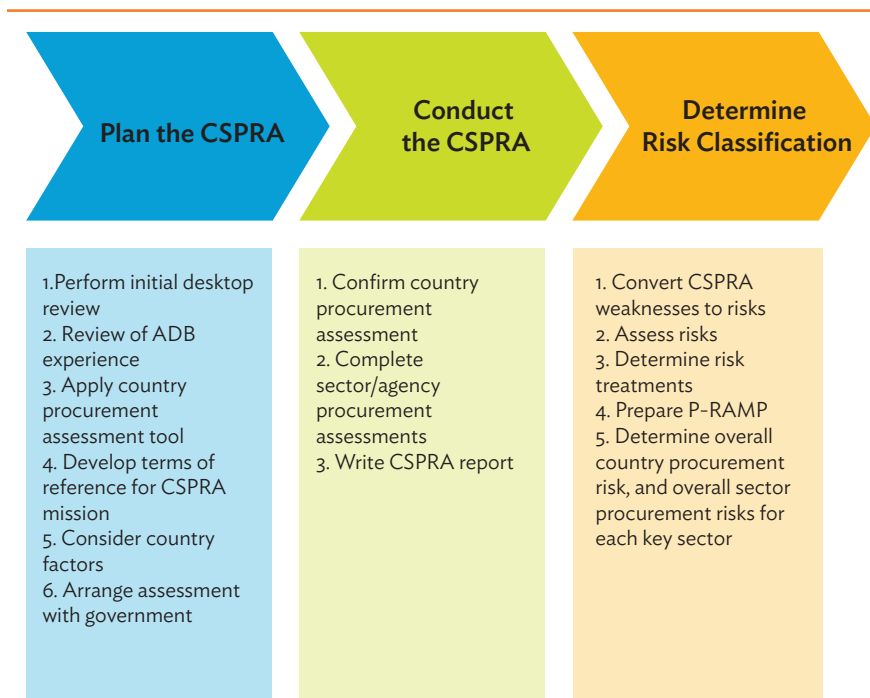 Plan the CSPRA
Conduct
the CSPRA
Determine
Risk Classification
1.Perform initial desktop
review
2. Review of ADB
experience
3. Apply country
procurement
assessment tool
4. Develop terms of
reference for CSPRA
mission
5. Consider country
factors
6. Arrange assessment
with government
1. Confirm country
procurement
assessment
2. Complete
sector/agency
procurement
assessments
3. Write CSPRA report
1. Convert CSPRA
weaknesses to risks
2. Assess risks
3. Determine risk
treatments
4. Prepare P-RAMP
5. Determine overall
country procurement
risk, and overall sector
procurement risks for
each key sector